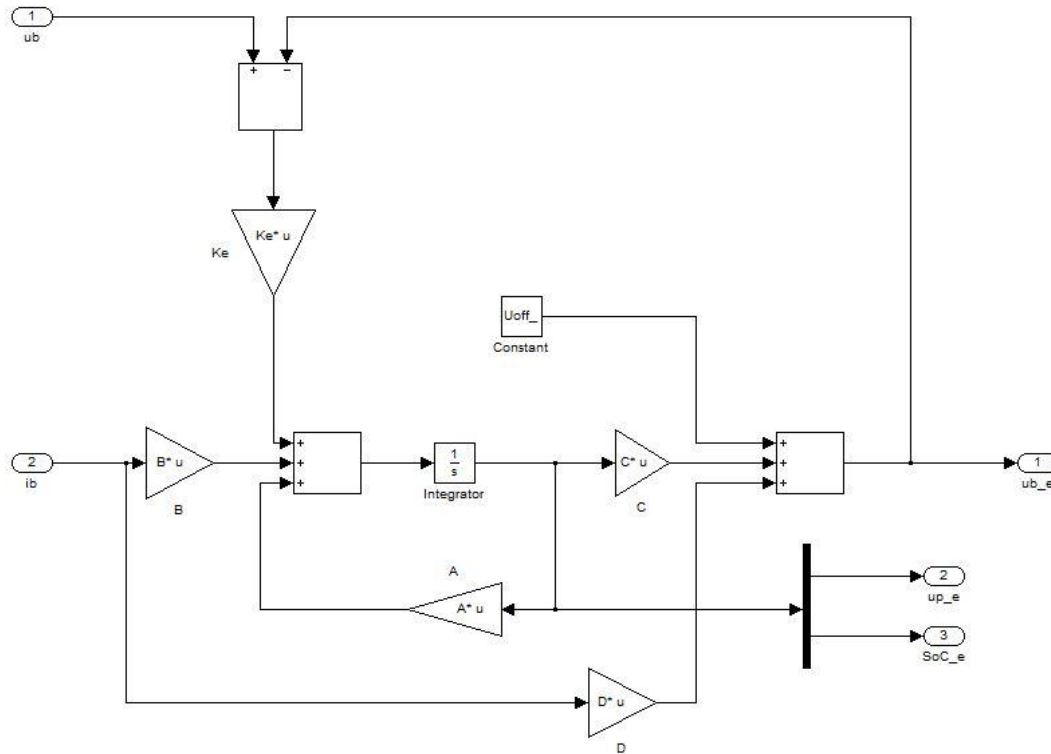 1
ub
+ −
Ke* u
Ke
Uoff_
Constant
2
ib
B* u
B
+
+
+
1
s
Integrator
C* u
C
+
+
+
1
ub_e
A
A* u
2
up_e
3
SoC_e
D* u
D